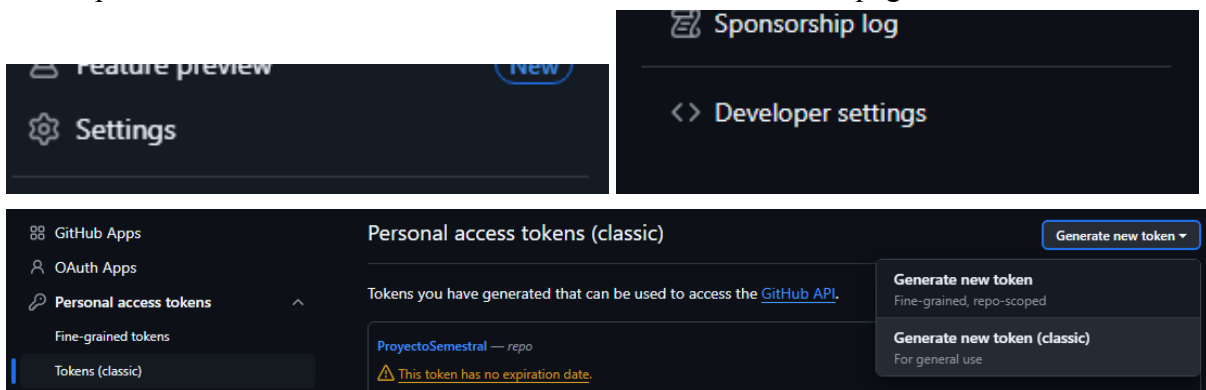 Feature preview
New
Settings
Sponsorship log
Developer settings
GitHub Apps
OAuth Apps
Personal access tokens
Fine-grained tokens
Tokens (classic)
Personal access tokens (classic)
Generate new token
Tokens you have generated that can be used to access the GitHub API.
ProyectoSemestral — repo
This token has no expiration date.
Generate new token
Fine-grained, repo-scoped
Generate new token (classic)
For general use